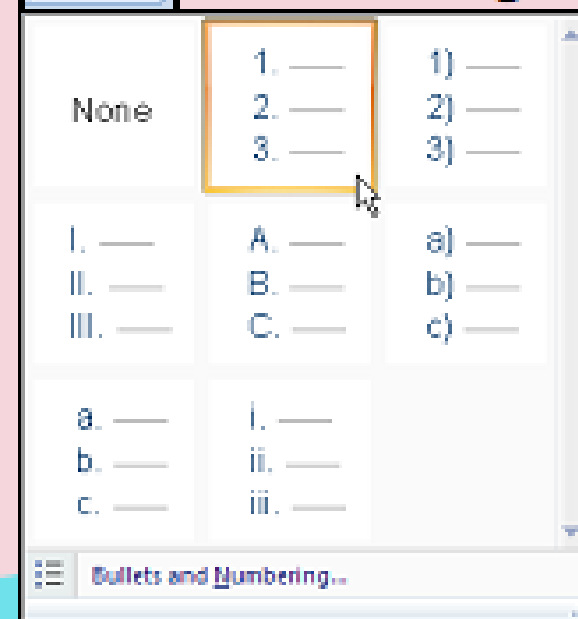 None
1.
2.
3.
1)
2)
3)
I.
II.
III.
A.
B.
C.
a)
b)
c)
a.
b.
c.
i.
ii.
iii.
Bullets and Numbering...